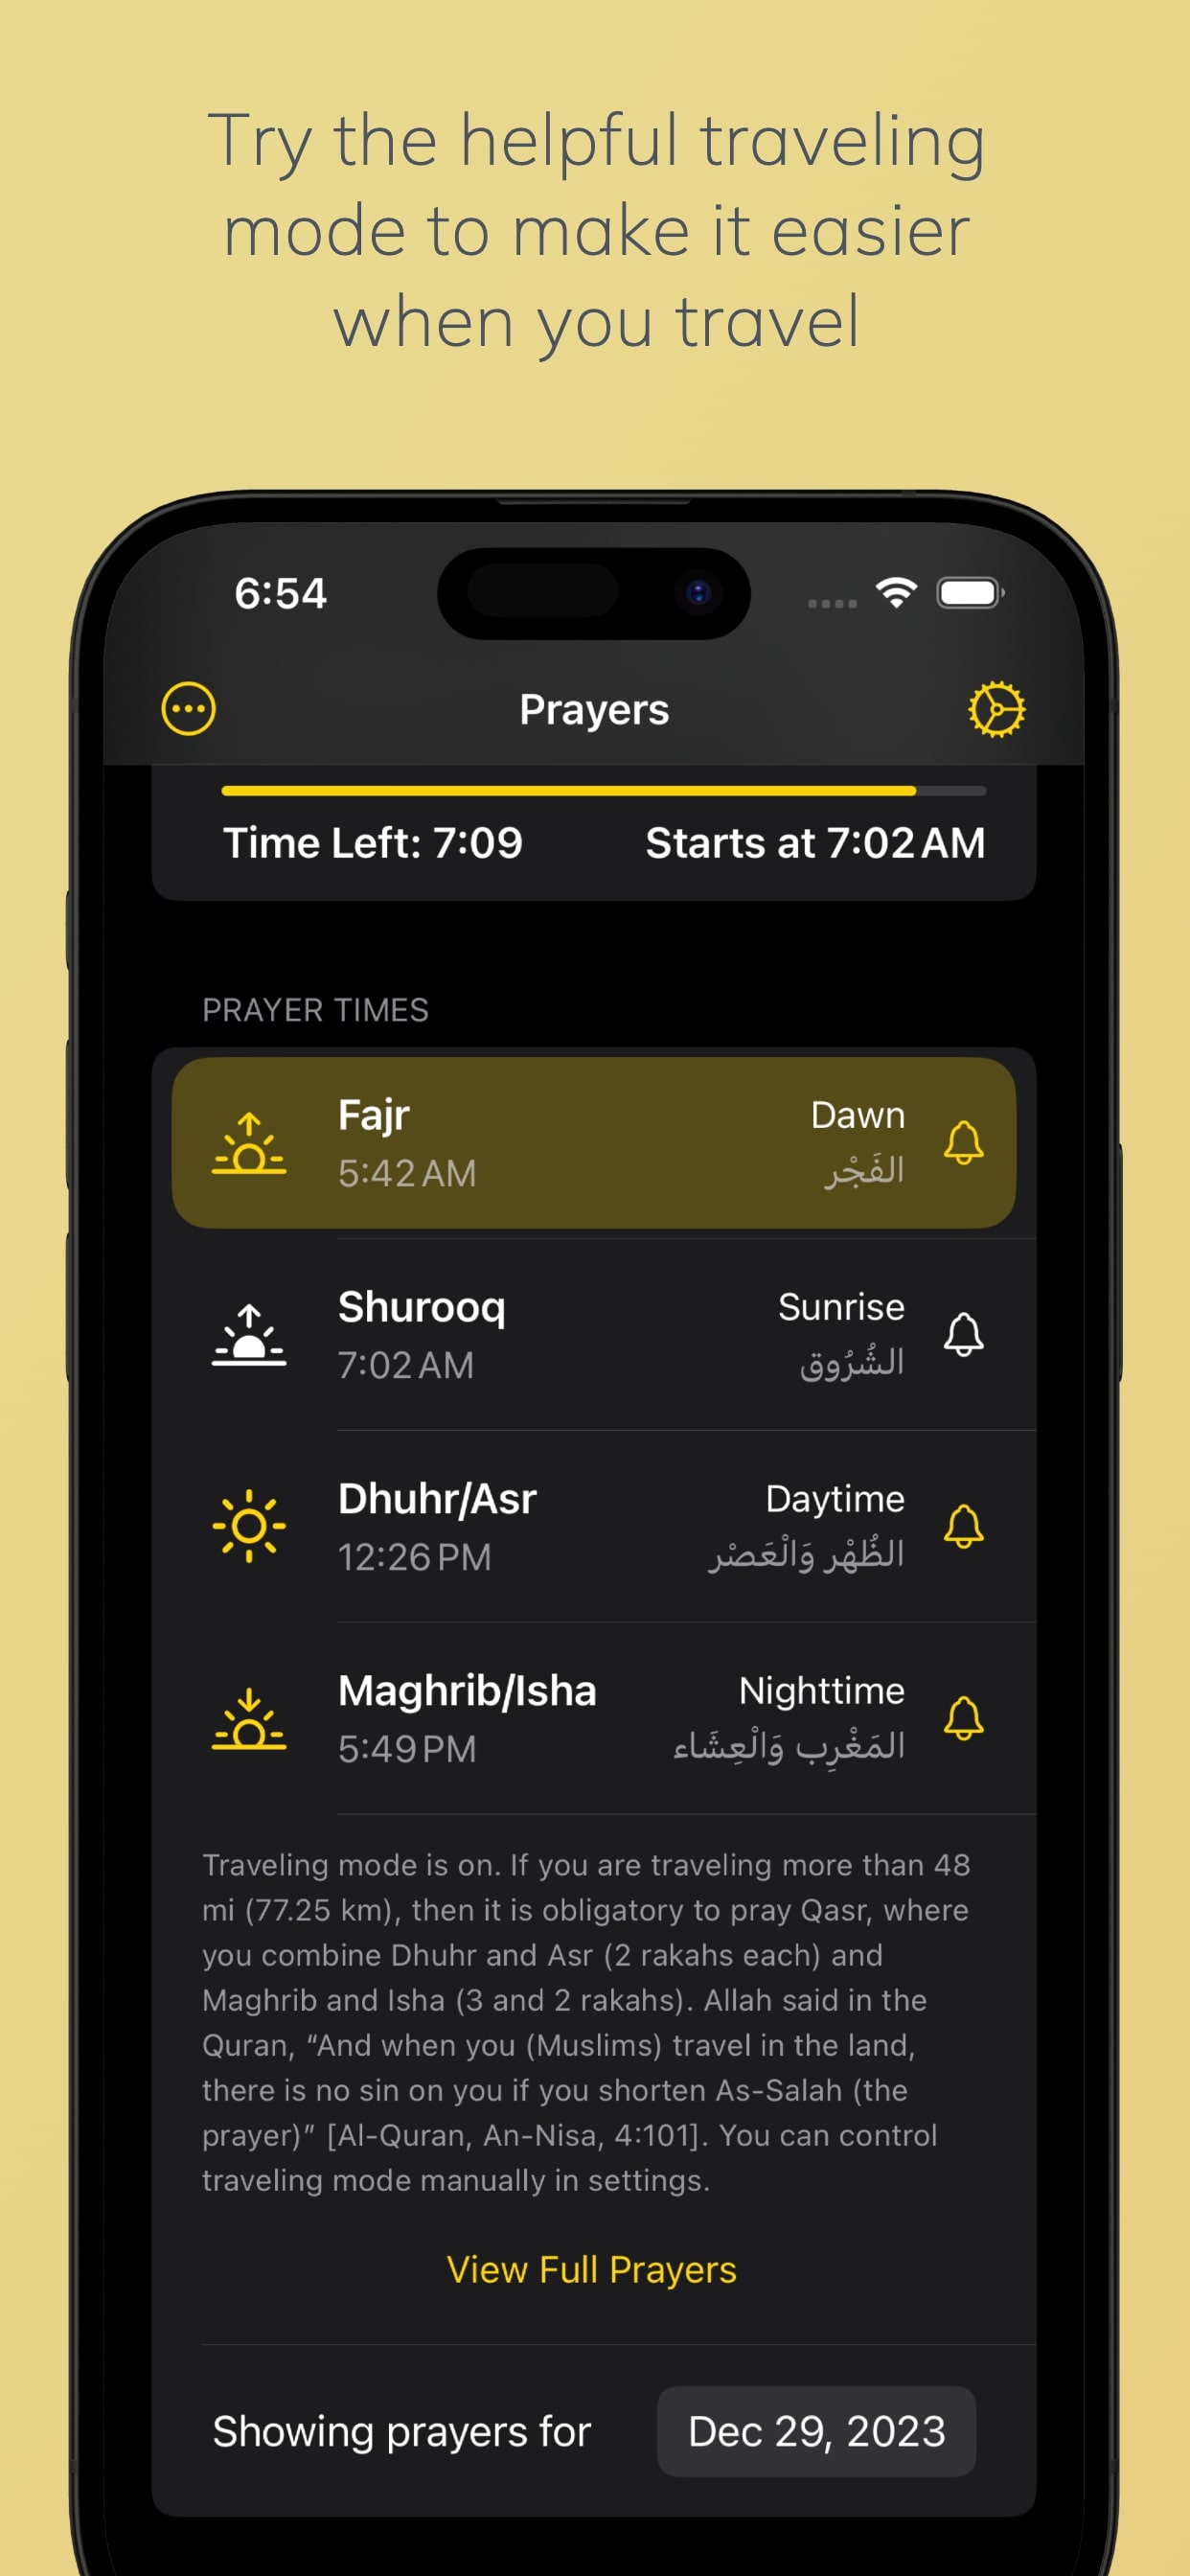 Try the helpful traveling
mode to make it easier
when you travel
6:54
Prayers
Time Left: 7:09 Starts at 7:02 AM
PRAYER TIMES
Fajr Dawn
5:42 AM الفَجْر
Shurooq Sunrise
7:02 AM الشُرُوق
Dhuhr/Asr Daytime
12:26 PM الظُهْر وَالْعَصْر
Maghrib/Isha Nighttime
5:49 PM المَغْرِب وَالْعِشَاء
Traveling mode is on. If you are traveling more than 48
mi (77.25 km), then it is obligatory to pray Qasr, where
you combine Dhuhr and Asr (2 rakahs each) and
Maghrib and Isha (3 and 2 rakahs). Allah said in the
Quran, “And when you (Muslims) travel in the land,
there is no sin on you if you shorten As-Salah (the
prayer)” [Al-Quran, An-Nisa, 4:101]. You can control
traveling mode manually in settings.
View Full Prayers
Showing prayers for Dec 29, 2023